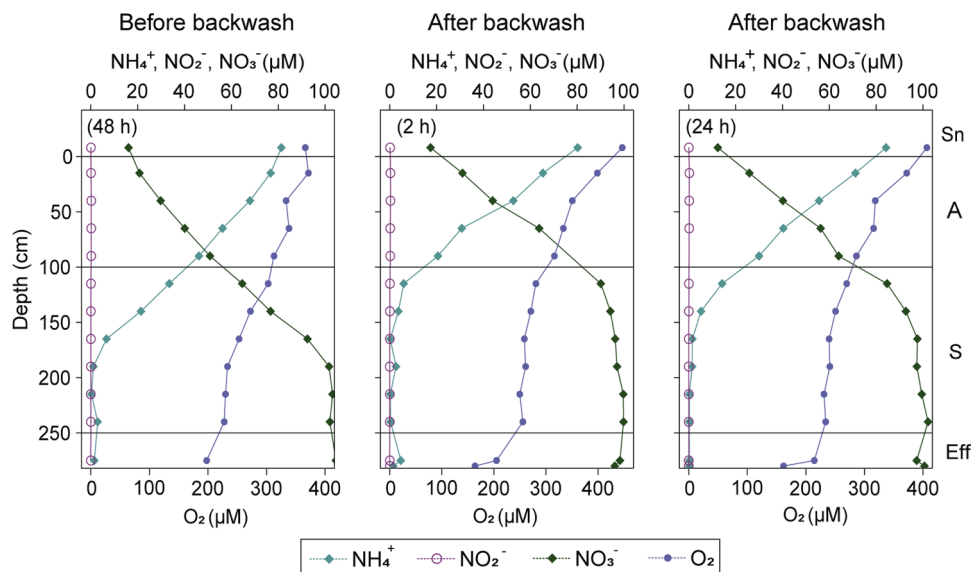 Before backwash After backwash After backwash
NH₄⁺, NO₂⁻, NO₃⁻(µM) NH₄⁺, NO₂⁻, NO₃⁻(µM) NH₄⁺, NO₂⁻, NO₃⁻(µM)
0 20 40 60 80 100 0 20 40 60 80 100 0 20 40 60 80 100
(48 h) (2 h) (24 h) Sn
0
50 A
100
150
S
200
250
Eff
Depth (cm)
0 100 200 300 400 0 100 200 300 400 0 100 200 300 400
O₂ (µM) O₂ (µM) O₂ (µM)
NH₄⁺ NO₂⁻ NO₃⁻ O₂